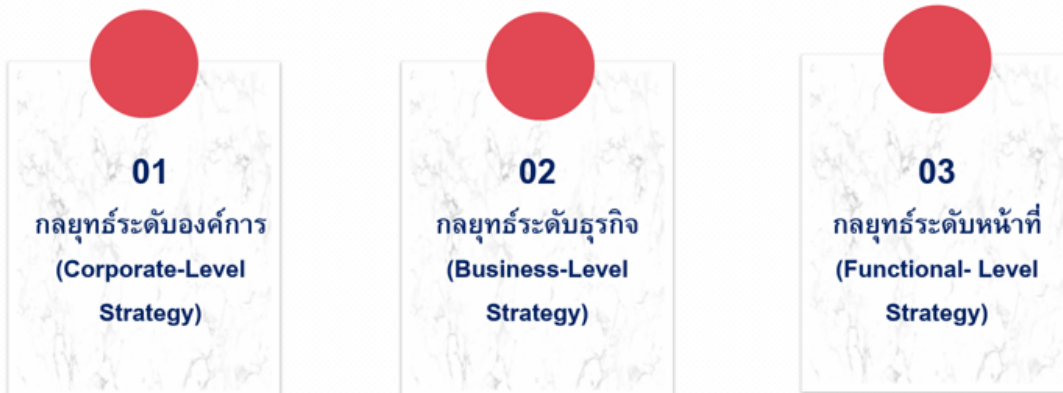 01
กลยุทธ์ระดับองค์การ
(Corporate-Level
Strategy)
02
กลยุทธ์ระดับธุรกิจ
(Business-Level
Strategy)
03
กลยุทธ์ระดับหน้าที่
(Functional- Level
Strategy)